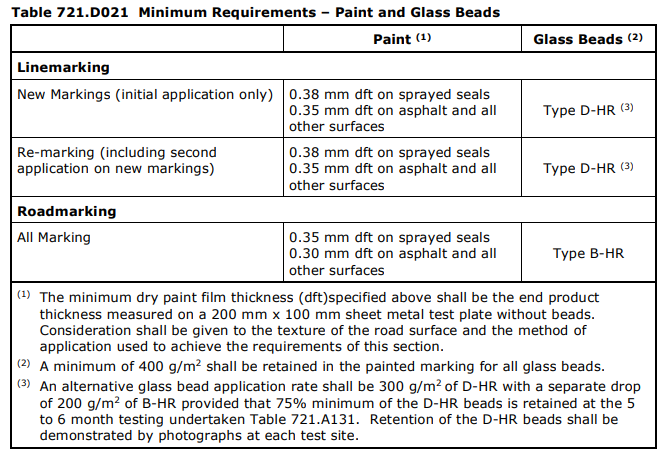 Table 721.D021  Minimum Requirements – Paint and Glass Beads
Paint (1)
Glass Beads (2)
Linemarking
New Markings (initial application only)
0.38 mm dft on sprayed seals
0.35 mm dft on asphalt and all
other surfaces
Type D-HR (3)
Re-marking (including second
application on new markings)
0.38 mm dft on sprayed seals
0.35 mm dft on asphalt and all
other surfaces
Type D-HR (3)
Roadmarking
All Marking
0.35 mm dft on sprayed seals
0.30 mm dft on asphalt and all
other surfaces
Type B-HR
(1) The minimum dry paint film thickness (dft)specified above shall be the end product
thickness measured on a 200 mm x 100 mm sheet metal test plate without beads.
Consideration shall be given to the texture of the road surface and the method of
application used to achieve the requirements of this section.
(2) A minimum of 400 g/m2 shall be retained in the painted marking for all glass beads.
(3) An alternative glass bead application rate shall be 300 g/m2 of D-HR with a separate drop
of 200 g/m2 of B-HR provided that 75% minimum of the D-HR beads is retained at the 5
to 6 month testing undertaken Table 721.A131.  Retention of the D-HR beads shall be
demonstrated by photographs at each test site.